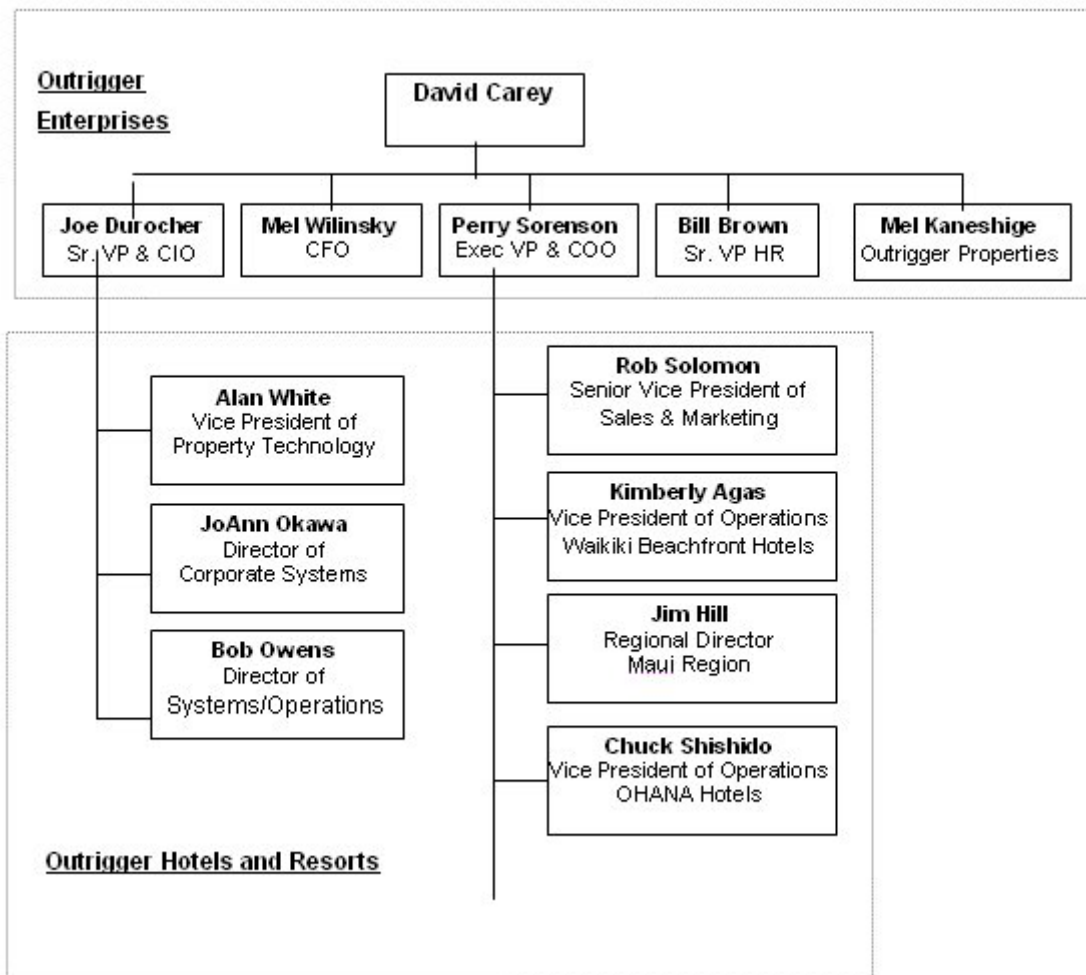 Outrigger
Enterprises
David Carey
Joe Durocher
Sr. VP & CIO
Mel Wilinsky
CFO
Perry Sorenson
Exec VP & COO
Bill Brown
Sr. VP HR
Mel Kaneshige
Outrigger Properties
Alan White
Vice President of
Property Technology
JoAnn Okawa
Director of
Corporate Systems
Bob Owens
Director of
Systems/Operations
Rob Solomon
Senior Vice President of
Sales & Marketing
Kimberly Agas
Vice President of Operations
Waikiki Beachfront Hotels
Jim Hill
Regional Director
Maui Region
Chuck Shishido
Vice President of Operations
OHANA Hotels
Outrigger Hotels and Resorts